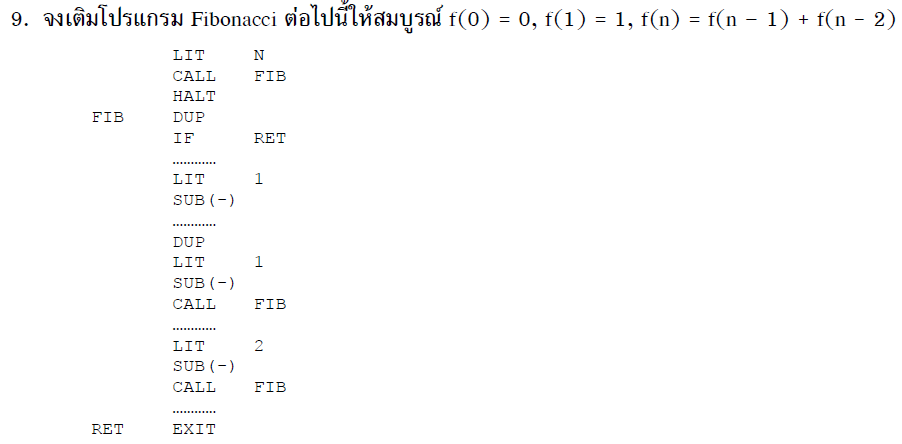 9. จงเติมโปรแกรม Fibonacci ต่อไปนี้ให้สมบูรณ์ f(0) = 0, f(1) = 1, f(n) = f(n - 1) + f(n - 2)
LIT N
CALL FIB
HALT
FIB DUP
IF RET
............
LIT 1
SUB(-)
............
DUP
LIT 1
SUB(-)
CALL FIB
............
LIT 2
SUB(-)
CALL FIB
............
RET EXIT